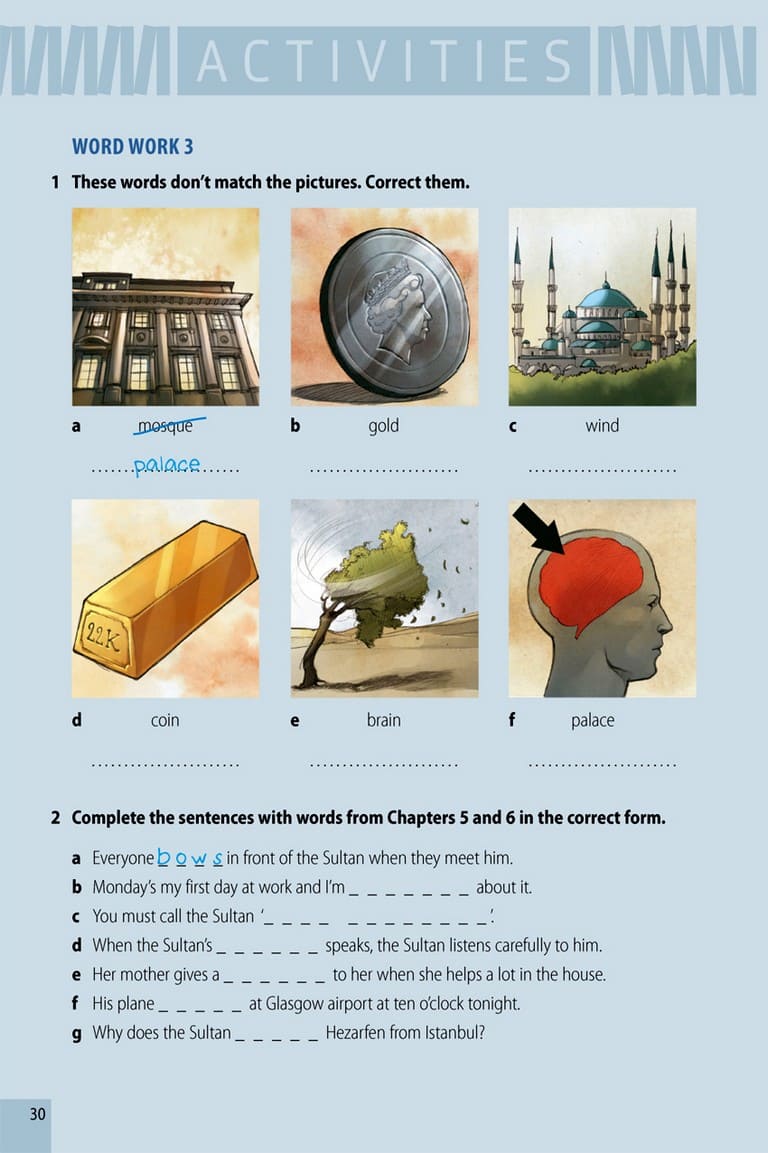 ACTIVITIES
WORD WORK 3
1 These words don't match the pictures. Correct them.
a mosque b gold c wind
palace
22K
d coin e brain f palace
2 Complete the sentences with words from Chapters 5 and 6 in the correct form.
a Everyone b o w s in front of the Sultan when they meet him.
b Monday's my first day at work and I'm _ _ _ _ _ _ _ about it.
c You must call the Sultan '_ _ _ _ _ _ _ _ _ _ _ _'.
d When the Sultan's _ _ _ _ _ _ speaks, the Sultan listens carefully to him.
e Her mother gives a _ _ _ _ _ _ to her when she helps a lot in the house.
f His plane _ _ _ _ _ at Glasgow airport at ten o'clock tonight.
g Why does the Sultan _ _ _ _ _ Hezarfen from Istanbul?
30